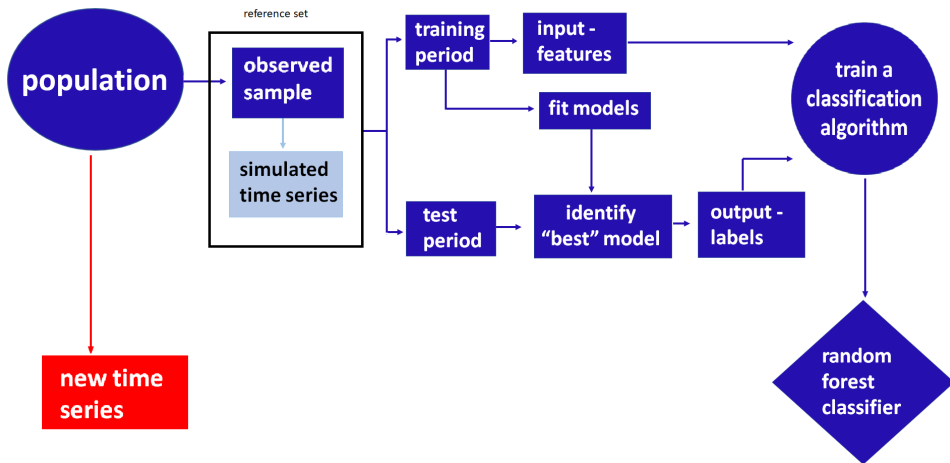 reference set
population
observed
sample
simulated
time series
training
period
input -
features
fit models
test
period
identify
“best” model
output -
labels
train a
classification
algorithm
new time
series
random
forest
classifier